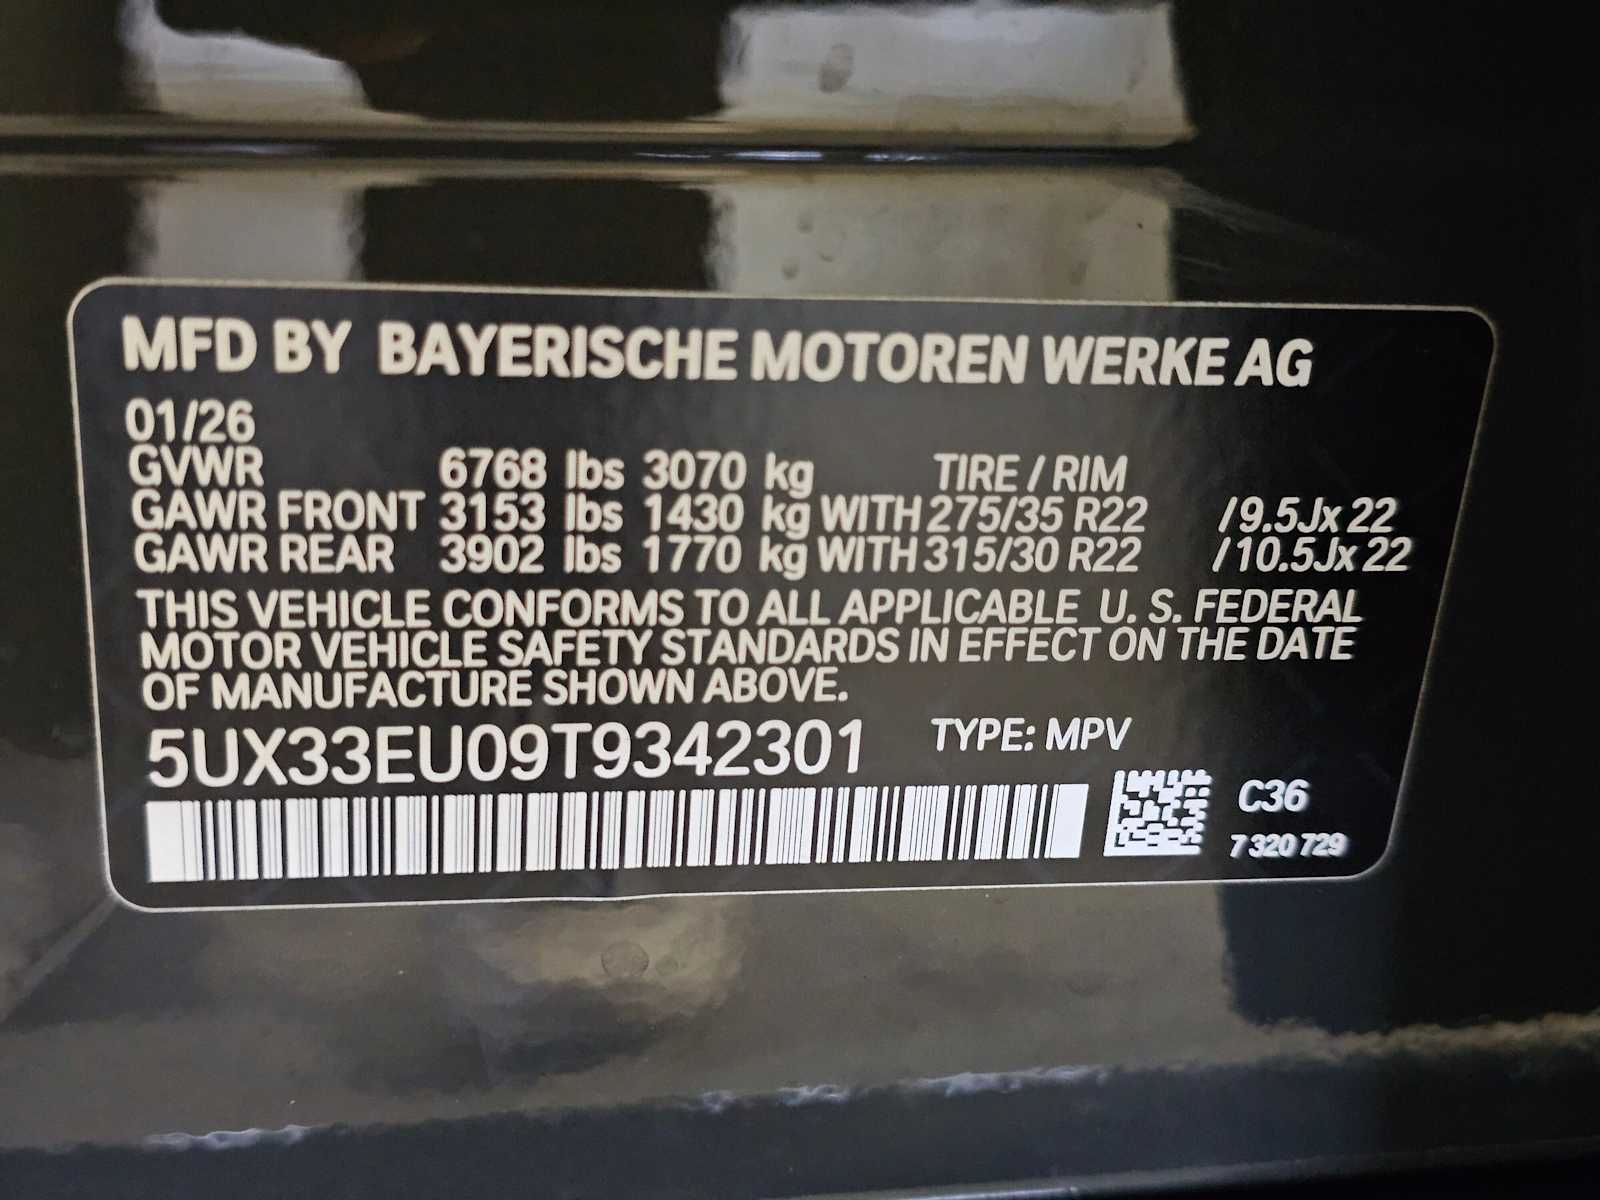 MFD BY BAYERISCHE MOTOREN WERKE AG
01/26
GVWR 6768 lbs 3070 kg TIRE / RIM
GAWR FRONT 3153 lbs 1430 kg WITH 275/35 R22 /9.5Jx 22
GAWR REAR 3902 lbs 1770 kg WITH 315/30 R22 /10.5Jx 22
THIS VEHICLE CONFORMS TO ALL APPLICABLE U. S. FEDERAL
MOTOR VEHICLE SAFETY STANDARDS IN EFFECT ON THE DATE
OF MANUFACTURE SHOWN ABOVE.
5UX33EU09T9342301 TYPE: MPV
C36
7 320 729